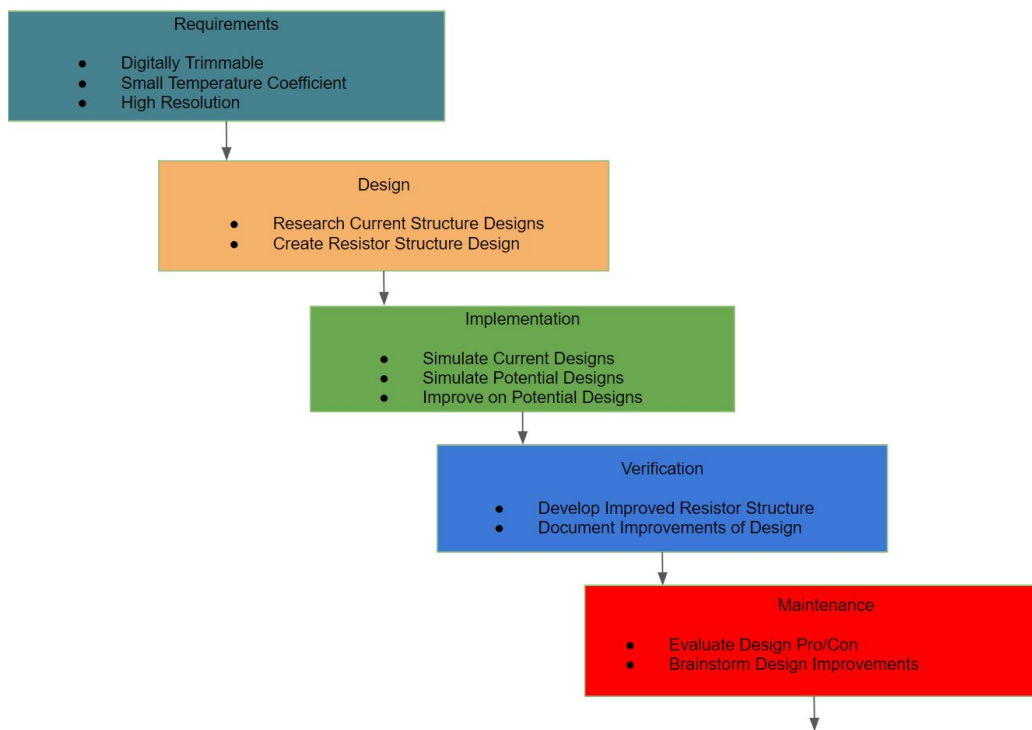 Requirements
● Digitally Trimmable
● Small Temperature Coefficient
● High Resolution
Design
● Research Current Structure Designs
● Create Resistor Structure Design
Implementation
● Simulate Current Designs
● Simulate Potential Designs
● Improve on Potential Designs
Verification
● Develop Improved Resistor Structure
● Document Improvements of Design
Maintenance
● Evaluate Design Pro/Con
● Brainstorm Design Improvements